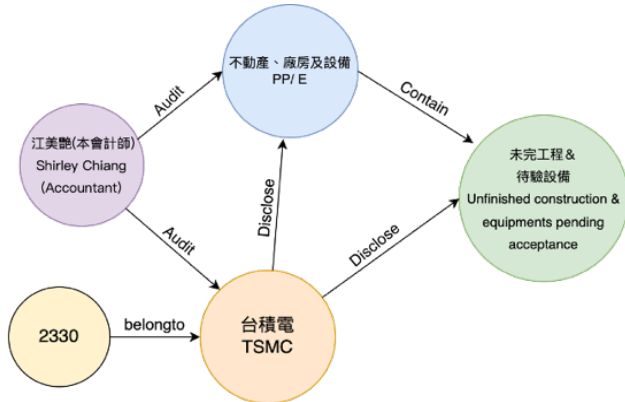 不動產、廠房及設備
PP/ E
Audit
Contain
江美艷(本會計師)
Shirley Chiang
(Accountant)
未完工程＆
待驗設備
Unfinished construction &
equipments pending
acceptance
Disclose
Audit
Disclose
2330
belongto
台積電
TSMC